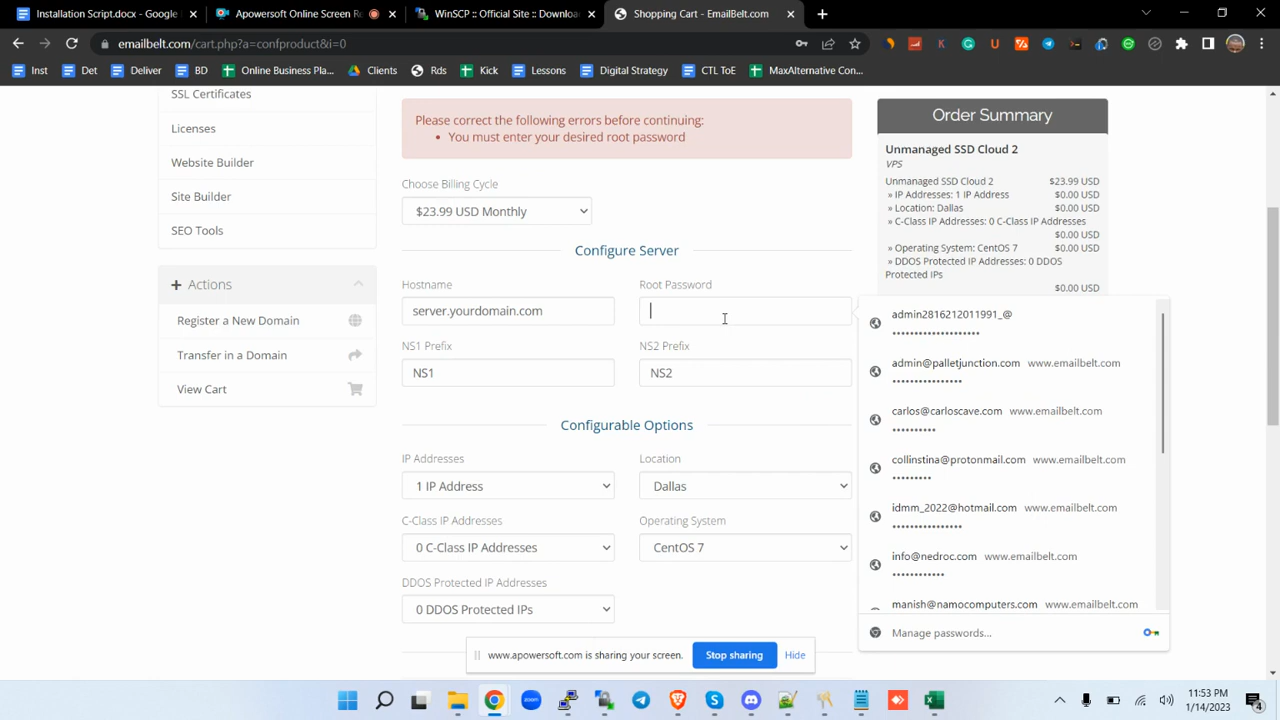 Installation Script.docx - Google
Apowersoft Online Screen Re
WinSCP :: Official Site :: Downloa
Shopping Cart - EmailBelt.com
emailbelt.com/cart.php?a=confproduct&i=0
Inst
Det
Deliver
BD
Online Business Pla...
Clients
Rds
Kick
Lessons
Digital Strategy
CTL ToE
MaxAlternative Con...
SSL Certificates
Licenses
Website Builder
Site Builder
SEO Tools
Actions
Register a New Domain
Transfer in a Domain
View Cart
Please correct the following errors before continuing:
• You must enter your desired root password
Choose Billing Cycle
$23.99 USD Monthly
Configure Server
Hostname
Root Password
server.yourdomain.com
NS1 Prefix
NS2 Prefix
NS1
NS2
Configurable Options
IP Addresses
Location
1 IP Address
Dallas
C-Class IP Addresses
Operating System
0 C-Class IP Addresses
CentOS 7
DDOS Protected IP Addresses
0 DDOS Protected IPs
Order Summary
Unmanaged SSD Cloud 2
VPS
Unmanaged SSD Cloud 2 $23.99 USD
» IP Addresses: 1 IP Address $0.00 USD
» Location: Dallas $0.00 USD
» C-Class IP Addresses: 0 C-Class IP Addresses
$0.00 USD
» Operating System: CentOS 7 $0.00 USD
» DDOS Protected IP Addresses: 0 DDOS
Protected IPs
$0.00 USD
admin2816212011991_@
••••••••••••••••••••
admin@palletjunction.com www.emailbelt.com
••••••••••••••••
carlos@carloscave.com www.emailbelt.com
••••••••••
collinstina@protonmail.com www.emailbelt.com
•••••••••
idmm_2022@hotmail.com www.emailbelt.com
••••••••••••••••
info@nedroc.com www.emailbelt.com
••••••••••••
manish@namocomputers.com www.emailbelt.com
Manage passwords...
www.apowersoft.com is sharing your screen.
Stop sharing
Hide
zoom
11:53 PM
1/14/2023
4